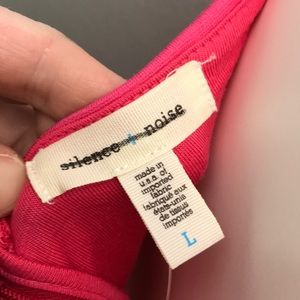 silence + noise
made in
u.s.a. of
imported
fabric
fabriqué aux
états-unis
de tissus
importés
L